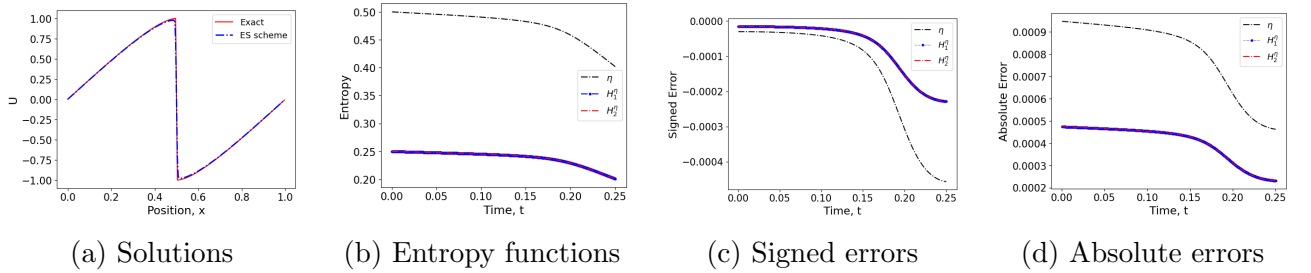 1.00
0.75
0.50
0.25
0.00
−0.25
−0.50
−0.75
−1.00
U
0.0 0.2 0.4 0.6 0.8 1.0
Position, x
Exact
ES scheme
(a) Solutions
0.50
0.45
0.40
0.35
0.30
0.25
0.20
Entropy
0.00 0.05 0.10 0.15 0.20 0.25
Time, t
η
H₁^η
H₂^η
(b) Entropy functions
0.0000
−0.0001
−0.0002
−0.0003
−0.0004
Signed Error
0.00 0.05 0.10 0.15 0.20 0.25
Time, t
η
H₁^η
H₂^η
(c) Signed errors
0.0009
0.0008
0.0007
0.0006
0.0005
0.0004
0.0003
0.0002
Absolute Error
0.00 0.05 0.10 0.15 0.20 0.25
Time, t
η
H₁^η
H₂^η
(d) Absolute errors